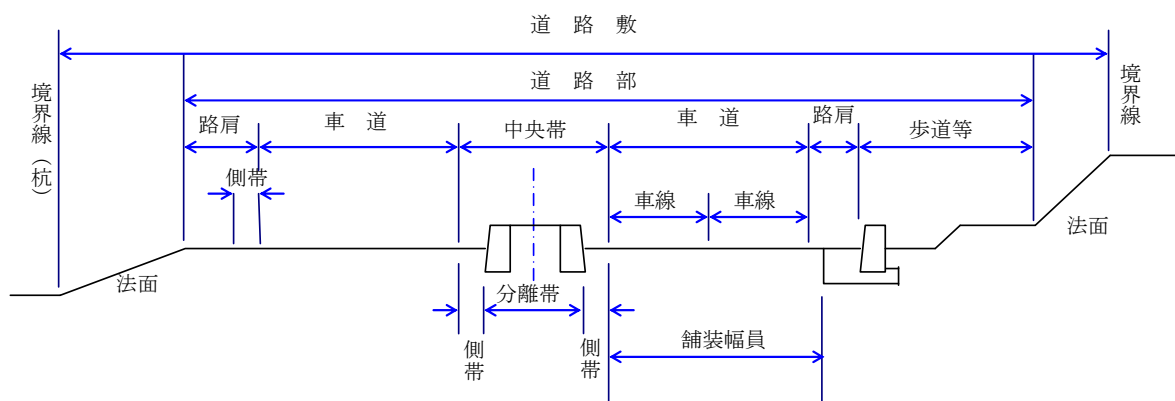 道 路 敷
道 路 部
境界線（杭）
境界線
路肩
車 道
中央帯
車 道
路肩
歩道等
側帯
車線
車線
法面
法面
分離帯
側帯
側帯
舗装幅員